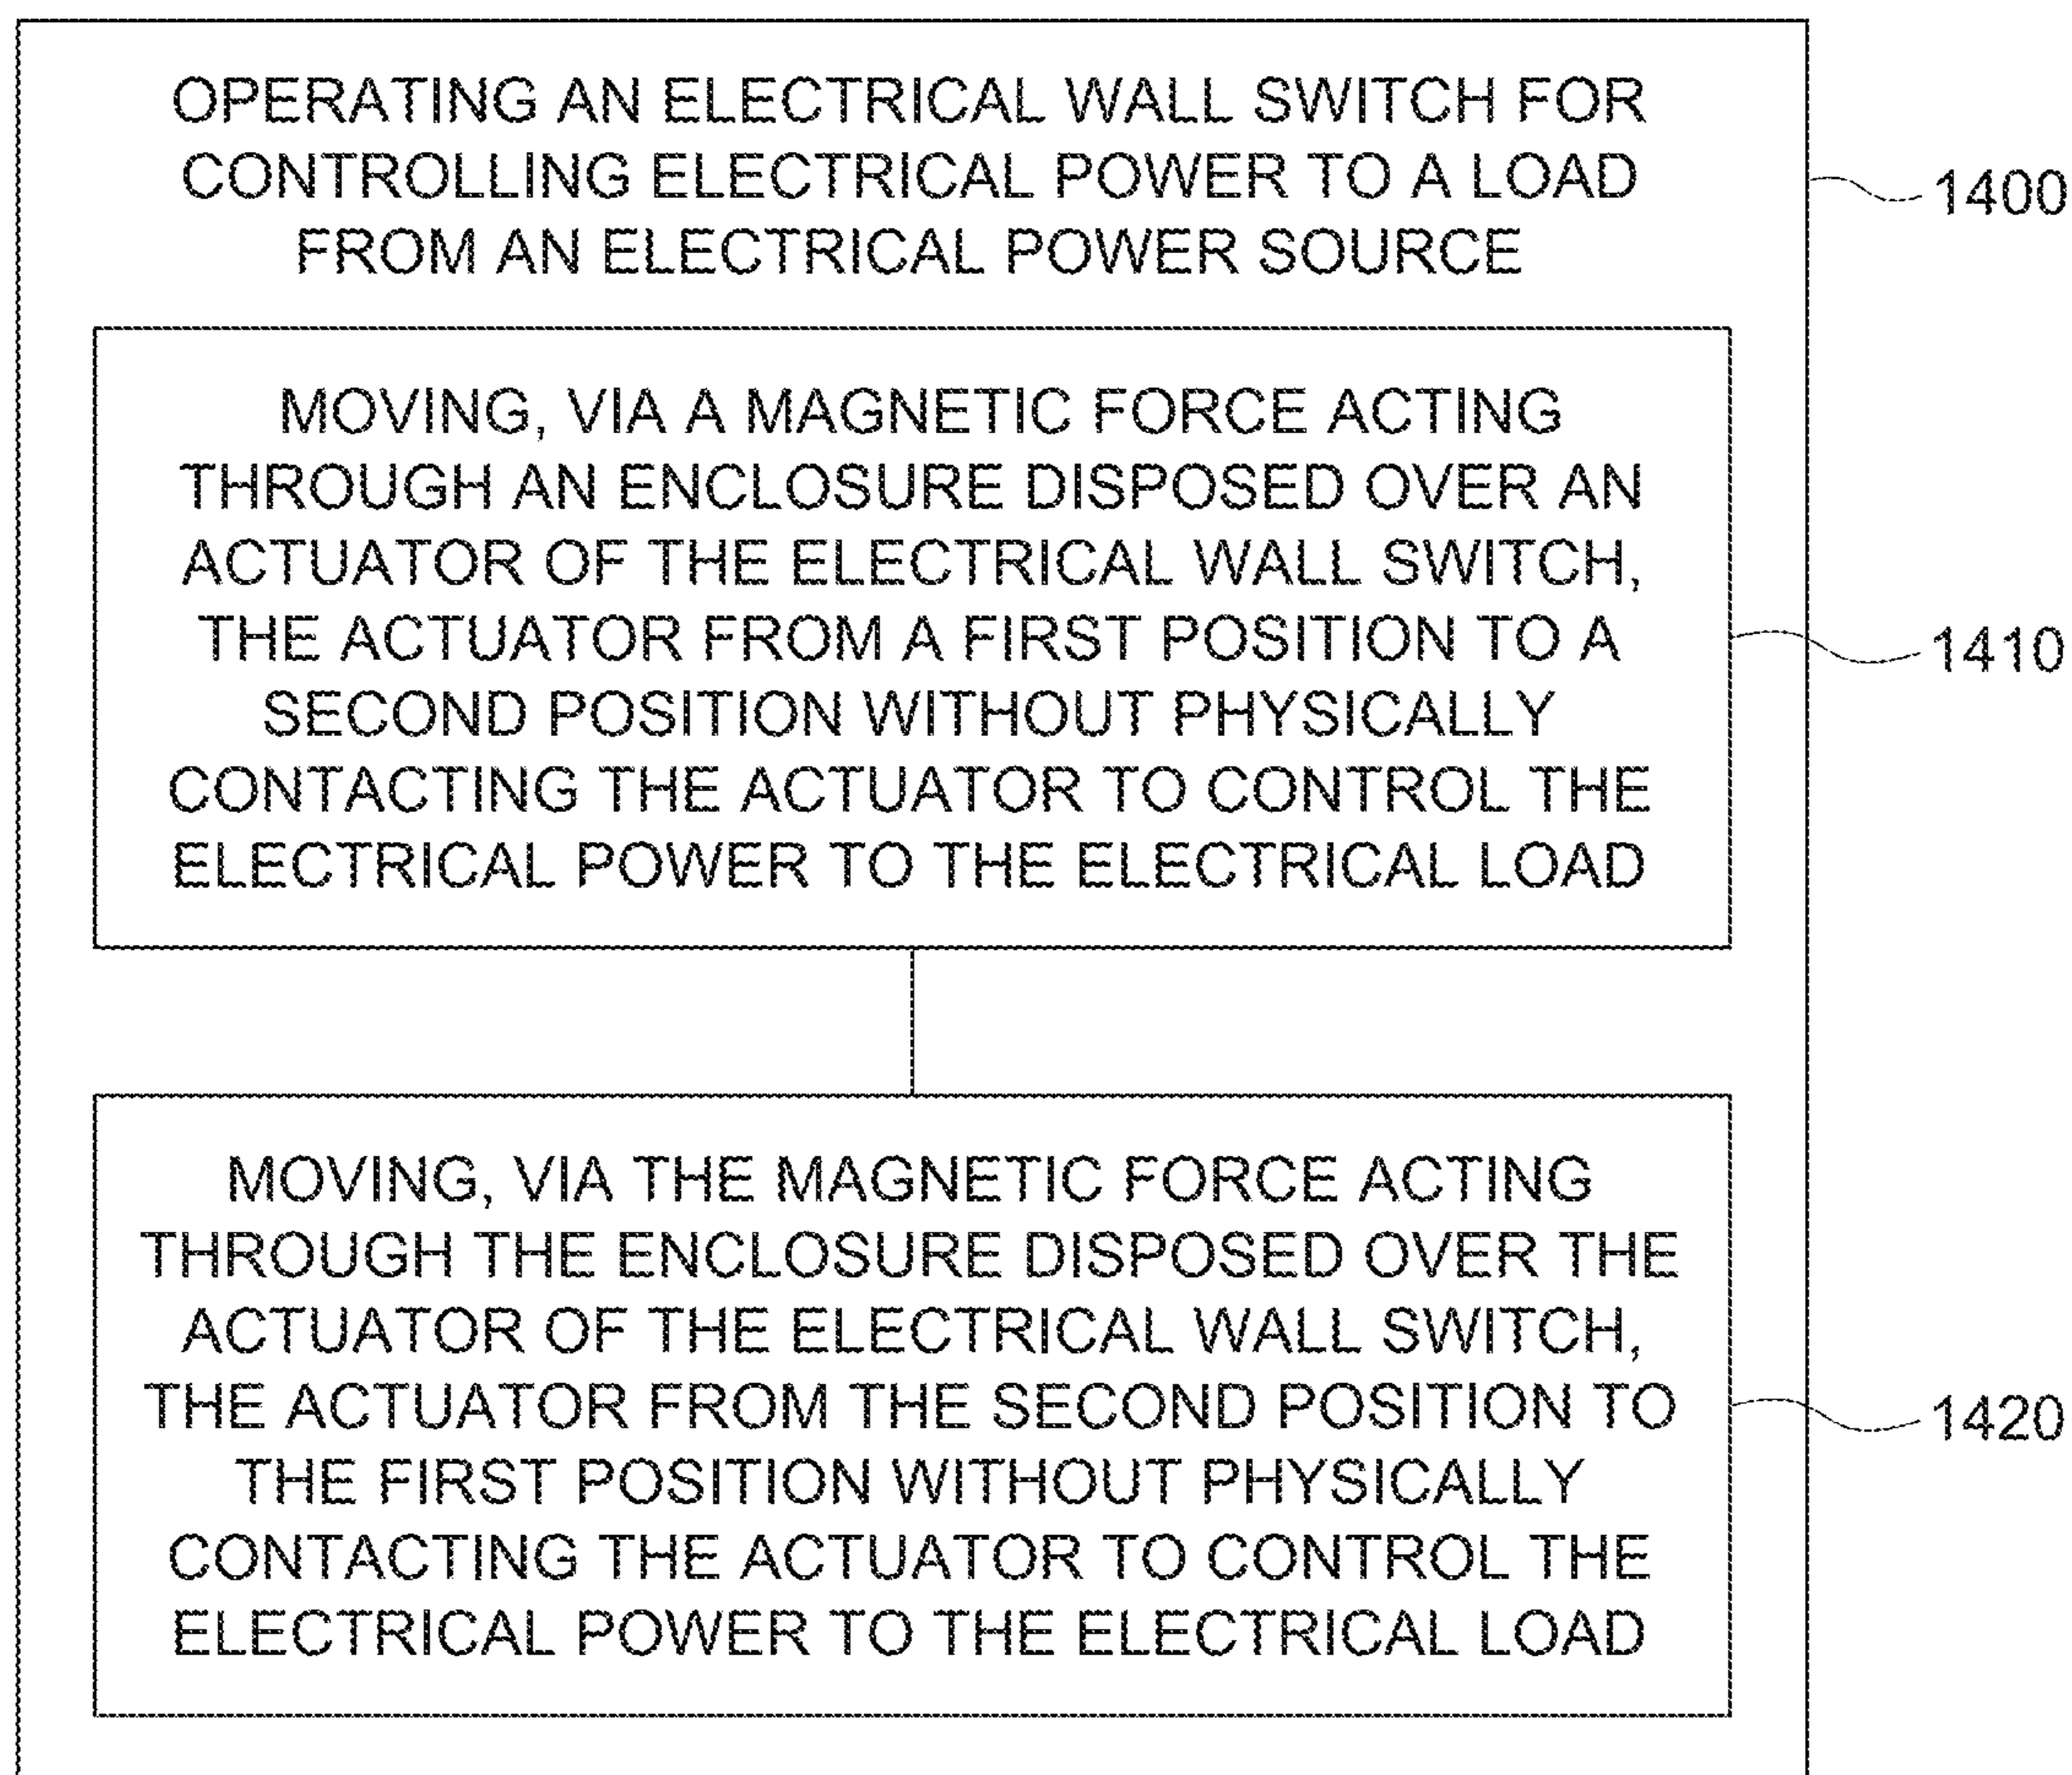 OPERATING AN ELECTRICAL WALL SWITCH FOR
CONTROLLING ELECTRICAL POWER TO A LOAD
FROM AN ELECTRICAL POWER SOURCE
1400
MOVING, VIA A MAGNETIC FORCE ACTING
THROUGH AN ENCLOSURE DISPOSED OVER AN
ACTUATOR OF THE ELECTRICAL WALL SWITCH,
THE ACTUATOR FROM A FIRST POSITION TO A
SECOND POSITION WITHOUT PHYSICALLY
CONTACTING THE ACTUATOR TO CONTROL THE
ELECTRICAL POWER TO THE ELECTRICAL LOAD
1410
MOVING, VIA THE MAGNETIC FORCE ACTING
THROUGH THE ENCLOSURE DISPOSED OVER THE
ACTUATOR OF THE ELECTRICAL WALL SWITCH,
THE ACTUATOR FROM THE SECOND POSITION TO
THE FIRST POSITION WITHOUT PHYSICALLY
CONTACTING THE ACTUATOR TO CONTROL THE
ELECTRICAL POWER TO THE ELECTRICAL LOAD
1420